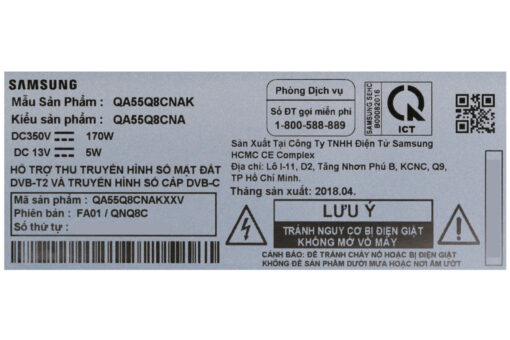 SAMSUNG
Mẫu Sản Phẩm : QA55Q8CNAK
Kiểu sản phẩm : QA55Q8CNA
DC350V 170W
DC 13V 5W
HỖ TRỢ THU TRUYỀN HÌNH SỐ MẶT ĐẤT
DVB-T2 VÀ TRUYỀN HÌNH SỐ CÁP DVB-C
Mã sản phẩm : QA55Q8CNAKXXV
Phiên bản : FA01 / QNQ8C
Số thứ tự :
Phòng Dịch vụ
Số ĐT gọi miễn phí
1-800-588-889
SAMSUNG SEHC
B000082016
ICT
Sản Xuất Tại Công Ty TNHH Điện Tử Samsung
HCMC CE Complex
Địa chỉ: Lô I-11, D2, Tăng Nhơn Phú B, KCNC, Q9,
TP Hồ Chí Minh.
Tháng sản xuất: 2018.04.
LƯU Ý
TRÁNH NGUY CƠ BỊ ĐIỆN GIẬT
KHÔNG MỞ VỎ MÁY
CẢNH BÁO: ĐỂ TRÁNH CHÁY NỔ HOẶC BỊ ĐIỆN GIẬT
KHÔNG ĐỂ SẢN PHẨM DƯỚI MƯA HOẶC NƠI ẨM ƯỚT